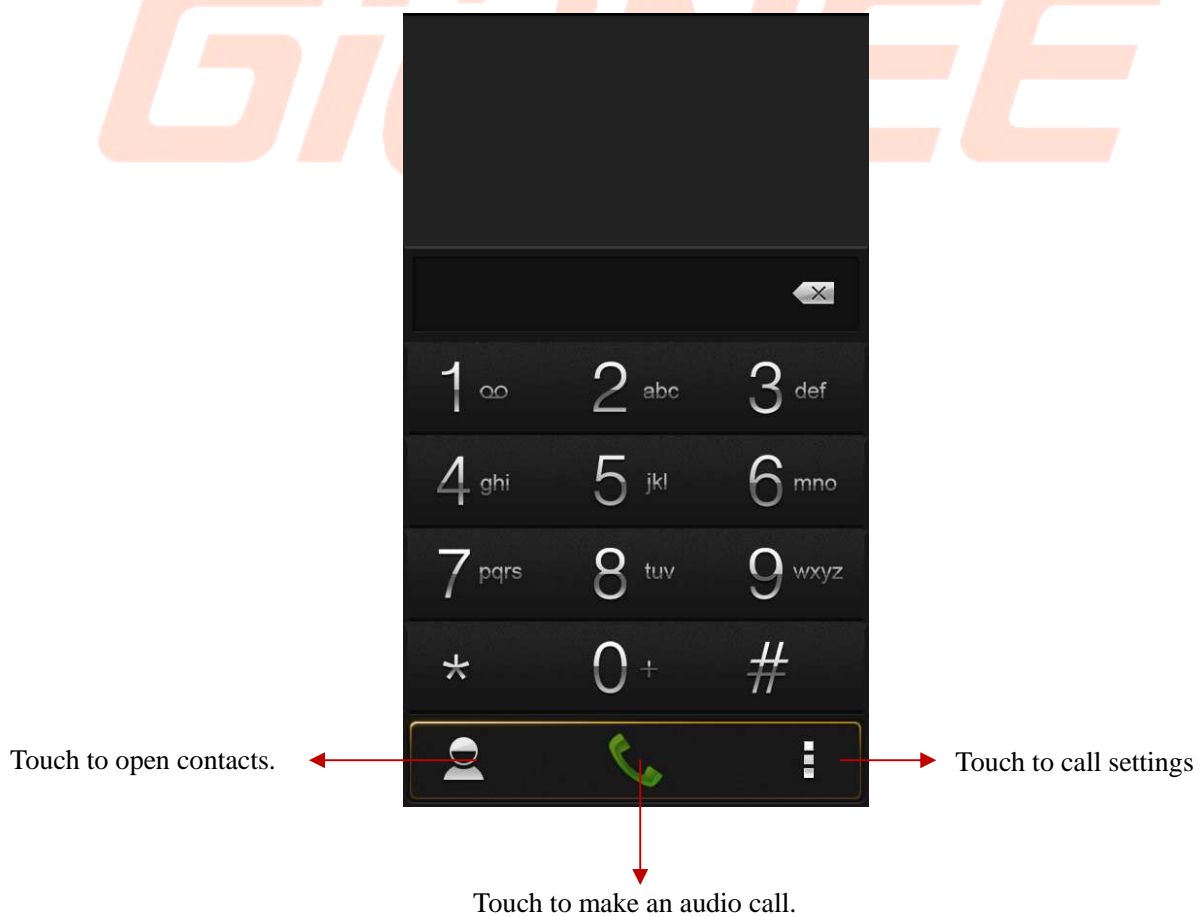 GiONEE
1
2 abc
3 def
4 ghi
5 jkl
6 mno
7 pqrs
8 tuv
9 wxyz
*
0 +
#
Touch to open contacts.
Touch to call settings
Touch to make an audio call.